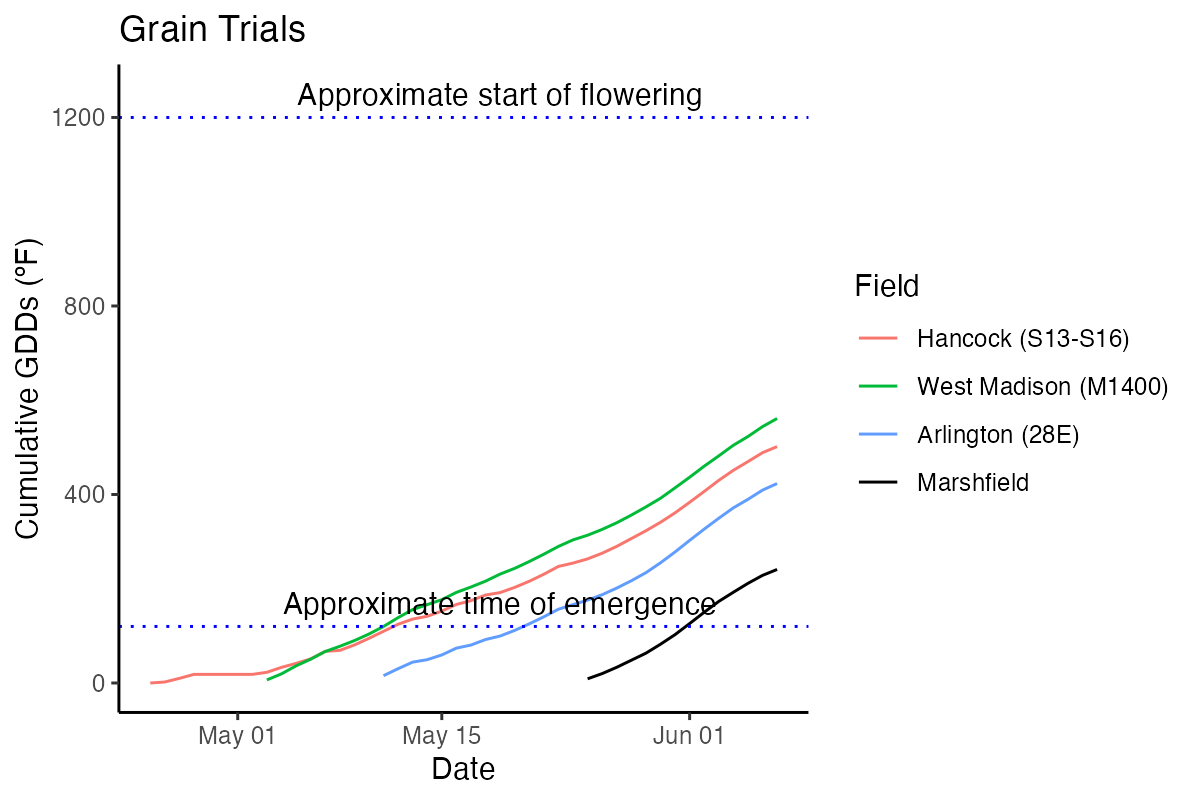 Grain Trials
Approximate start of flowering
1200
800
400
0
Cumulative GDDs (°F)
Approximate time of emergence
May 01
May 15
Jun 01
Date
Field
Hancock (S13-S16)
West Madison (M1400)
Arlington (28E)
Marshfield